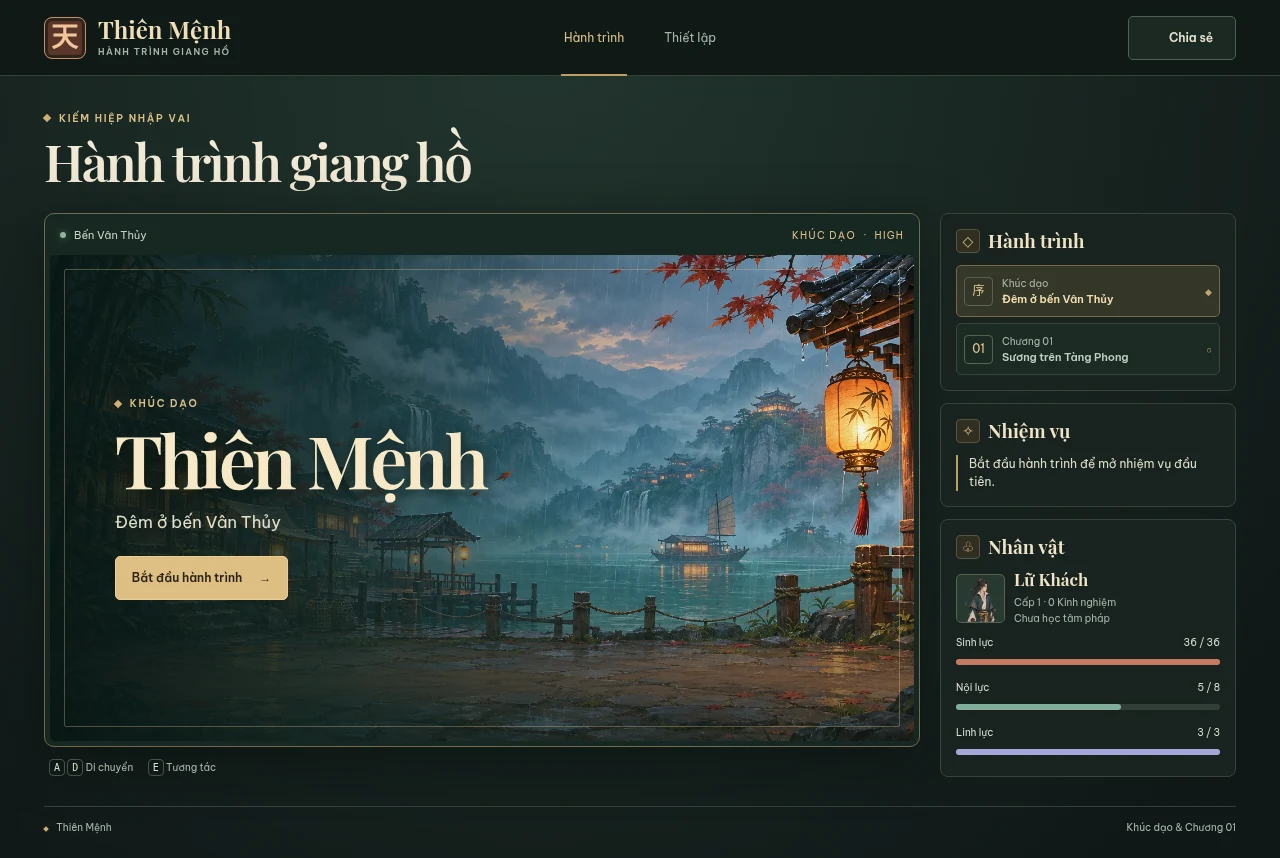 天
Thiên Mệnh
HÀNH TRÌNH GIANG HỒ
Hành trình
Thiết lập
Chia sẻ
KIẾM HIỆP NHẬP VAI
Hành trình giang hồ
Bến Vân Thủy
KHÚC DẠO · HIGH
KHÚC DẠO
Thiên Mệnh
Đêm ở bến Vân Thủy
Bắt đầu hành trình →
A D Di chuyển E Tương tác
Hành trình
序
Khúc dạo
Đêm ở bến Vân Thủy
01
Chương 01
Sương trên Tàng Phong
Nhiệm vụ
Bắt đầu hành trình để mở nhiệm vụ đầu
tiên.
Nhân vật
Lữ Khách
Cấp 1 · 0 Kinh nghiệm
Chưa học tâm pháp
Sinh lực 36 / 36
Nội lực 5 / 8
Linh lực 3 / 3
Thiên Mệnh
Khúc dạo & Chương 01